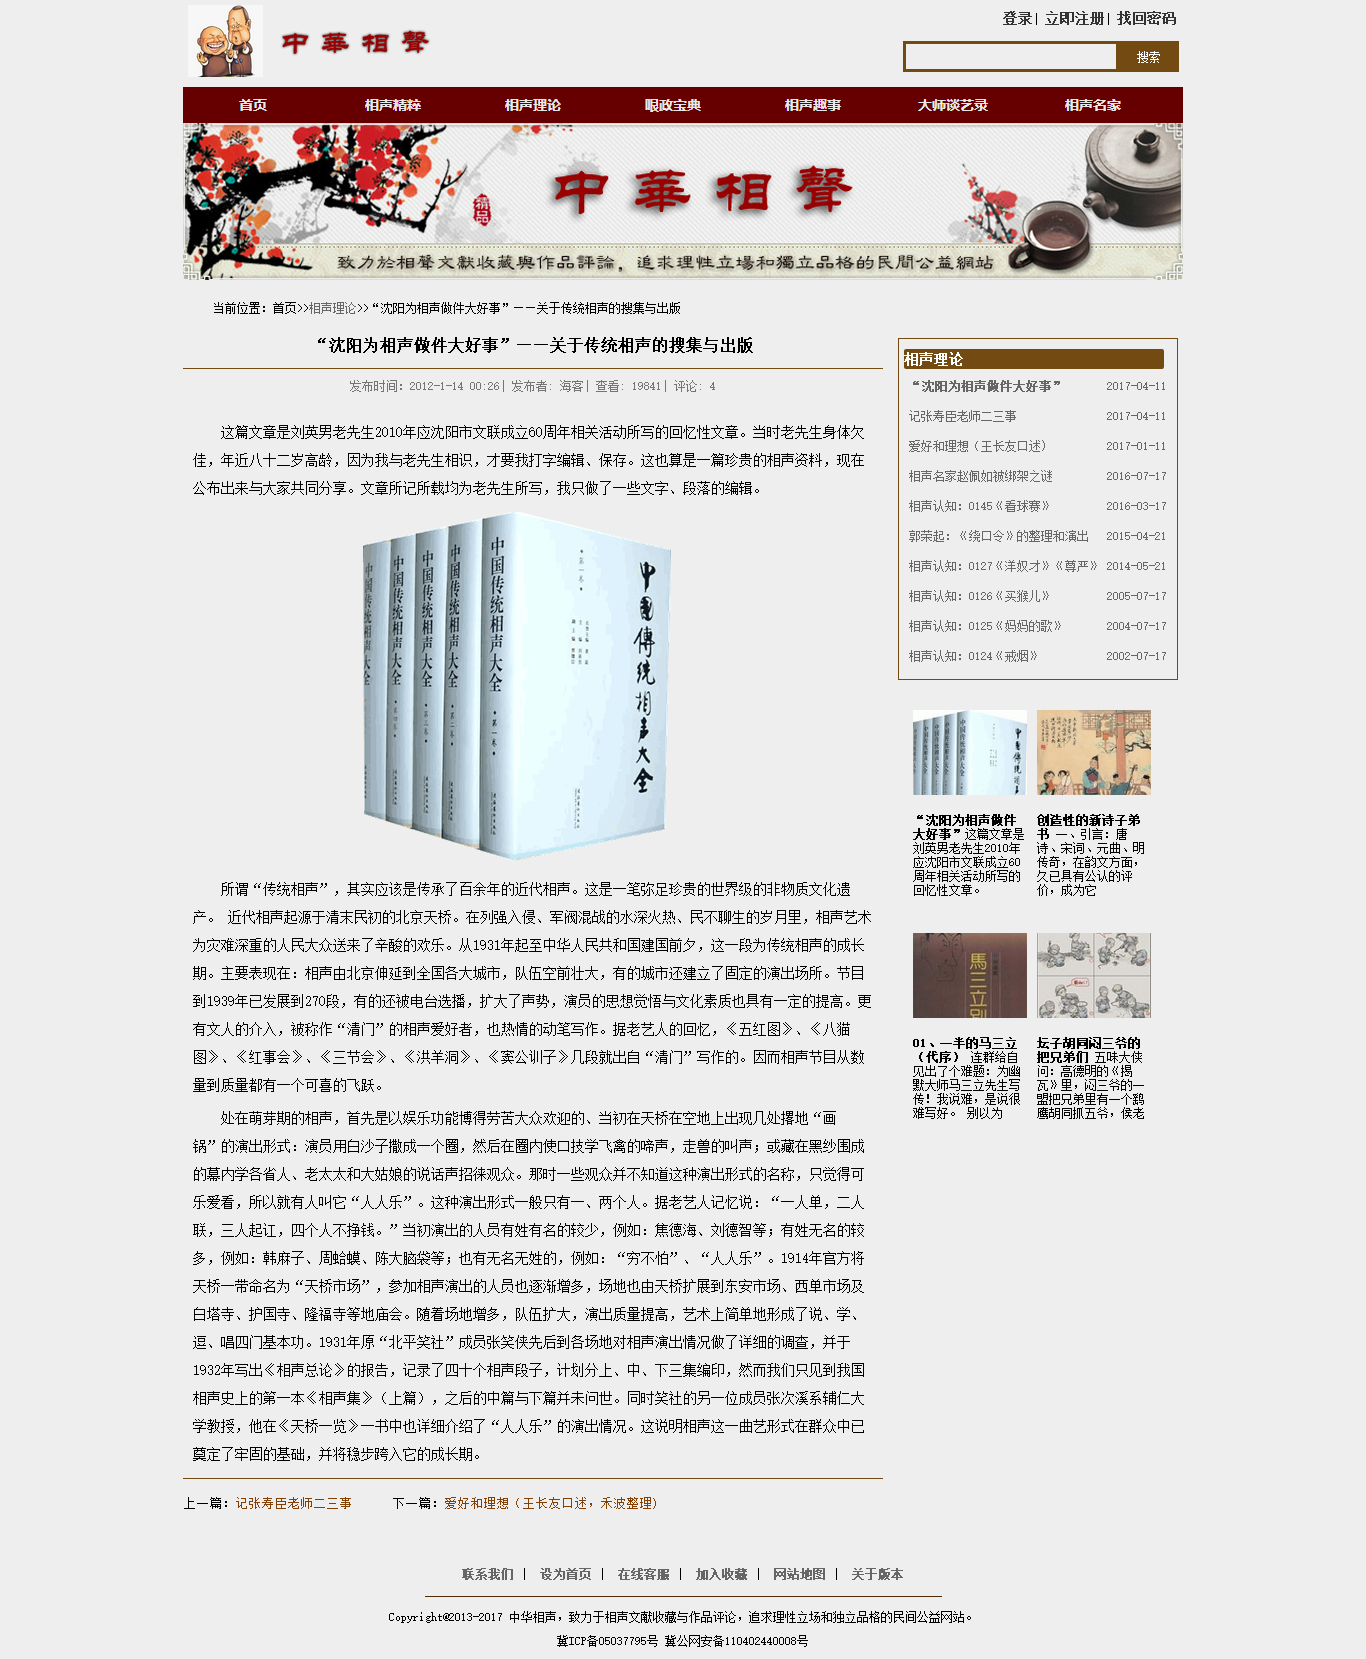 登录| 立即注册| 找回密码
中華相聲
搜索
首页 相声精粹 相声理论 哏政宝典 相声趣事 大师谈艺录 相声名家
中華相聲
精品
致力於相聲文獻收藏與作品評論，追求理性立場和獨立品格的民間公益網站
当前位置：首页>>相声理论>>“沈阳为相声做件大好事”——关于传统相声的搜集与出版
“沈阳为相声做件大好事”——关于传统相声的搜集与出版
发布时间：2012-1-14 00:26| 发布者: 海客| 查看: 19841| 评论: 4
这篇文章是刘英男老先生2010年应沈阳市文联成立60周年相关活动所写的回忆性文章。当时老先生身体欠
佳，年近八十二岁高龄，因为我与老先生相识，才要我打字编辑、保存。这也算是一篇珍贵的相声资料，现在
公布出来与大家共同分享。文章所记所载均为老先生所写，我只做了一些文字、段落的编辑。
中国传统相声大全
第四卷
中国传统相声大全
中国传统相声大全
第三卷
中国传统相声大全
第二卷
中国传统相声大全
第一卷
第一卷
中國傳统相声大全
所谓“传统相声”，其实应该是传承了百余年的近代相声。这是一笔弥足珍贵的世界级的非物质文化遗
产。 近代相声起源于清末民初的北京天桥。在列强入侵、军阀混战的水深火热、民不聊生的岁月里，相声艺术
为灾难深重的人民大众送来了辛酸的欢乐。从1931年起至中华人民共和国建国前夕，这一段为传统相声的成长
期。主要表现在：相声由北京伸延到全国各大城市，队伍空前壮大，有的城市还建立了固定的演出场所。节目
到1939年已发展到270段，有的还被电台选播，扩大了声势，演员的思想觉悟与文化素质也具有一定的提高。更
有文人的介入，被称作“清门”的相声爱好者，也热情的动笔写作。据老艺人的回忆，《五红图》、《八猫
图》、《红事会》、《三节会》、《洪羊洞》、《窦公训子》几段就出自“清门”写作的。因而相声节目从数
量到质量都有一个可喜的飞跃。
处在萌芽期的相声，首先是以娱乐功能博得劳苦大众欢迎的、当初在天桥在空地上出现几处撂地“画
锅”的演出形式：演员用白沙子撒成一个圈，然后在圈内使口技学飞禽的啼声，走兽的叫声；或藏在黑纱围成
的幕内学各省人、老太太和大姑娘的说话声招徕观众。那时一些观众并不知道这种演出形式的名称，只觉得可
乐爱看，所以就有人叫它“人人乐”。这种演出形式一般只有一、两个人。据老艺人记忆说：“一人单，二人
联，三人起讧，四个人不挣钱。”当初演出的人员有姓有名的较少，例如：焦德海、刘德智等；有姓无名的较
多，例如：韩麻子、周蛤蟆、陈大脑袋等；也有无名无姓的，例如：“穷不怕”、“人人乐”。1914年官方将
天桥一带命名为“天桥市场”，参加相声演出的人员也逐渐增多，场地也由天桥扩展到东安市场、西单市场及
白塔寺、护国寺、隆福寺等地庙会。随着场地增多，队伍扩大，演出质量提高，艺术上简单地形成了说、学、
逗、唱四门基本功。1931年原“北平笑社”成员张笑侠先后到各场地对相声演出情况做了详细的调查，并于
1932年写出《相声总论》的报告，记录了四十个相声段子，计划分上、中、下三集编印，然而我们只见到我国
相声史上的第一本《相声集》（上篇），之后的中篇与下篇并未问世。同时笑社的另一位成员张次溪系辅仁大
学教授，他在《天桥一览》一书中也详细介绍了“人人乐”的演出情况。这说明相声这一曲艺形式在群众中已
奠定了牢固的基础，并将稳步跨入它的成长期。
上一篇：记张寿臣老师二三事 下一篇：爱好和理想（王长友口述，禾波整理）
相声理论
“沈阳为相声做件大好事” 2017-04-11
记张寿臣老师二三事 2017-04-11
爱好和理想（王长友口述） 2017-01-11
相声名家赵佩如被绑架之谜 2016-07-17
相声认知：0145《看球赛》 2016-03-17
郭荣起：《绕口令》的整理和演出 2015-04-21
相声认知：0127《洋奴才》《尊严》 2014-05-21
相声认知：0126《买猴儿》 2005-07-17
相声认知：0125《妈妈的歌》 2004-07-17
相声认知：0124《戒烟》 2002-07-17
“沈阳为相声做件
大好事”这篇文章是
刘英男老先生2010年
应沈阳市文联成立60
周年相关活动所写的
回忆性文章。
创造性的新诗子弟
书 一、引言：唐
诗、宋词、元曲、明
传奇，在韵文方面，
久已具有公认的评
价，成为它
馬三立别
01、一半的马三立
（代序） 连群给自
见出了个难题：为幽
默大师马三立先生写
传！我说难，是说很
难写好。 别以为
坛子胡同闷三爷的
把兄弟们 五味大侠
问：高德明的《揭
瓦》里，闷三爷的一
盟把兄弟里有一个鹞
鹰胡同抓五爷，侯老
联系我们 | 设为首页 | 在线客服 | 加入收藏 | 网站地图 | 关于版本
Copyright@2013-2017 中华相声，致力于相声文献收藏与作品评论，追求理性立场和独立品格的民间公益网站。
冀ICP备05037795号 冀公网安备110402440008号